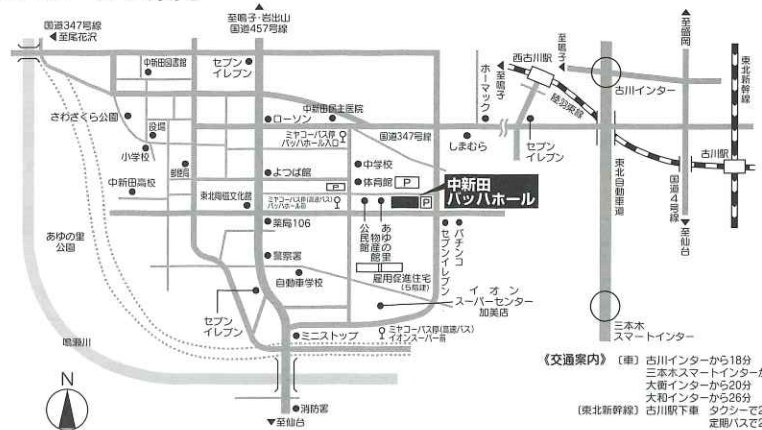 至鳴子・岩出山
国道457号線
国道347号線
至尾花沢
中新田図書館
セブン
イレブン
さわざくら公園
役場
小学校
ローソン
中新田民主医院
ミヤコーバス停
バッハホール入口
国道347号線
ホーマック
至鳴子
西古川駅
至鳴子
陸羽東線
古川インター
至盛岡
東北新幹線
しまむら
セブン
イレブン
古川駅
中新田高校
郵便局
よつば館
中学校
体育館
P
P
P
中新田
バッハホール
東北陶磁文化館
ミヤコーバス停(高速バス)
バッハホール前
東北自動車道
国道4号線
至仙台
あゆの里
公園
薬局106
公民館
物産館
あゆの里
パチンコ
セブンイレブン
警察署
自動車学校
雇用促進住宅
(5階建)
イオン
スーパーセンター
加美店
セブン
イレブン
鳴瀬川
ミニストップ
ミヤコーバス停(高速バス)
イオンスーパー前
三本木
スマートインター
N
消防署
至仙台
《交通案内》〔車〕古川インターから18分
三本木スマートインターか
大衡インターから20分
大和インターから26分
〔東北新幹線〕古川駅下車 タクシーで2
定期バスで2